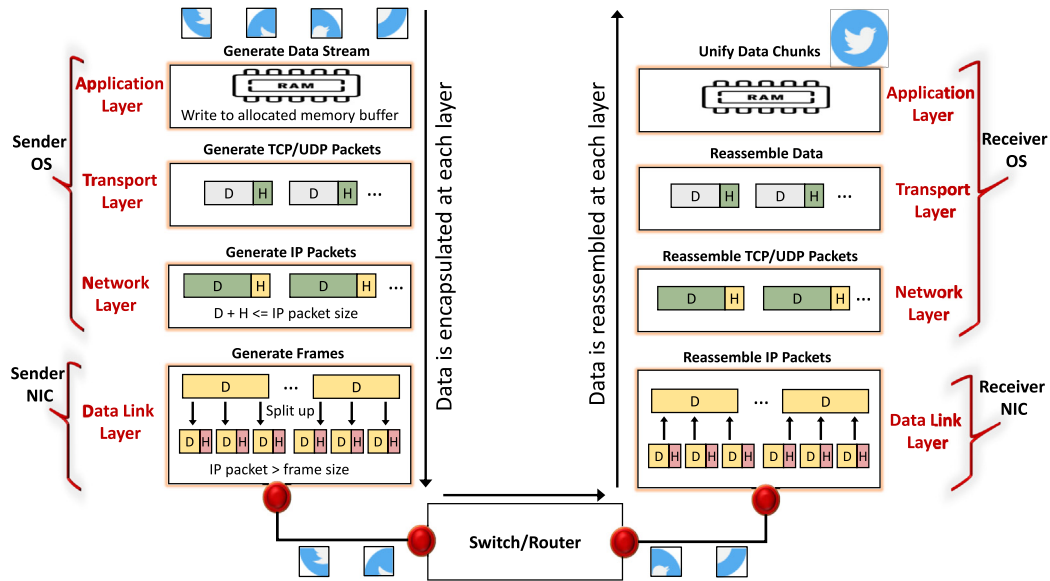 Generate Data Stream
Application
Layer
RAM
Write to allocated memory buffer
Sender
OS
Generate TCP/UDP Packets
Transport
Layer
D H D H ...
Generate IP Packets
Network
Layer
D H D H ...
D + H <= IP packet size
Sender
NIC
Generate Frames
Data Link
Layer
D ... D
Split up
D H D H D H D H D H D H
IP packet > frame size
Data is encapsulated at each layer
Data is reassembled at each layer
Unify Data Chunks
RAM
Application
Layer
Receiver
OS
Reassemble Data
D H D H ...
Transport
Layer
Reassemble TCP/UDP Packets
D H D H ...
Network
Layer
Reassemble IP Packets
D ... D
D H D H D H D H D H D H
Data Link
Layer
Receiver
NIC
Switch/Router